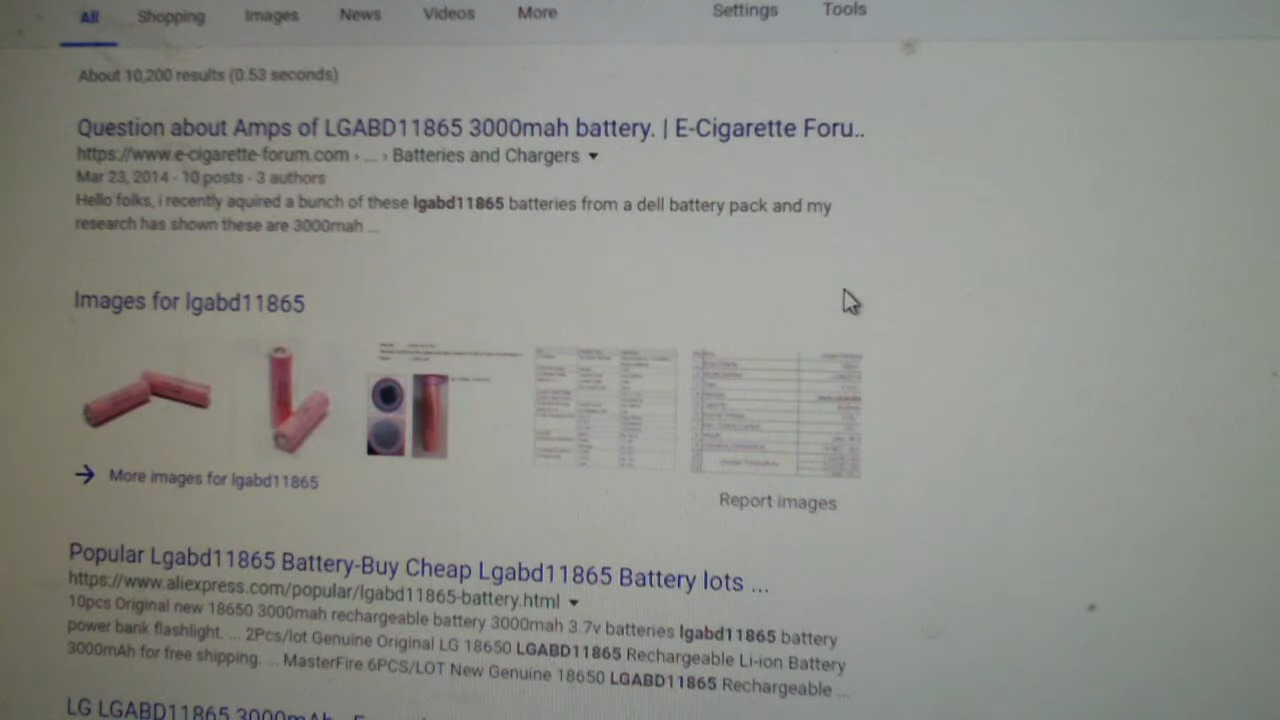 All Shopping Images News Videos More Settings Tools
About 10,200 results (0.53 seconds)
Question about Amps of LGABD11865 3000mah battery. | E-Cigarette Foru..
https://www.e-cigarette-forum.com › ... › Batteries and Chargers
Mar 23, 2014 - 10 posts - 3 authors
Hello folks, i recently aquired a bunch of these lgabd11865 batteries from a dell battery pack and my
research has shown these are 3000mah ...
Images for lgabd11865
More images for lgabd11865
Report images
Popular Lgabd11865 Battery-Buy Cheap Lgabd11865 Battery lots ...
https://www.aliexpress.com/popular/lgabd11865-battery.html
10pcs Original new 18650 3000mah rechargeable battery 3000mah 3.7v batteries lgabd11865 battery
power bank flashlight. ... 2Pcs/lot Genuine Original LG 18650 LGABD11865 Rechargeable Li-ion Battery
3000mAh for free shipping. ... MasterFire 6PCS/LOT New Genuine 18650 LGABD11865 Rechargeable ...
LG LGABD11865 3000mAh